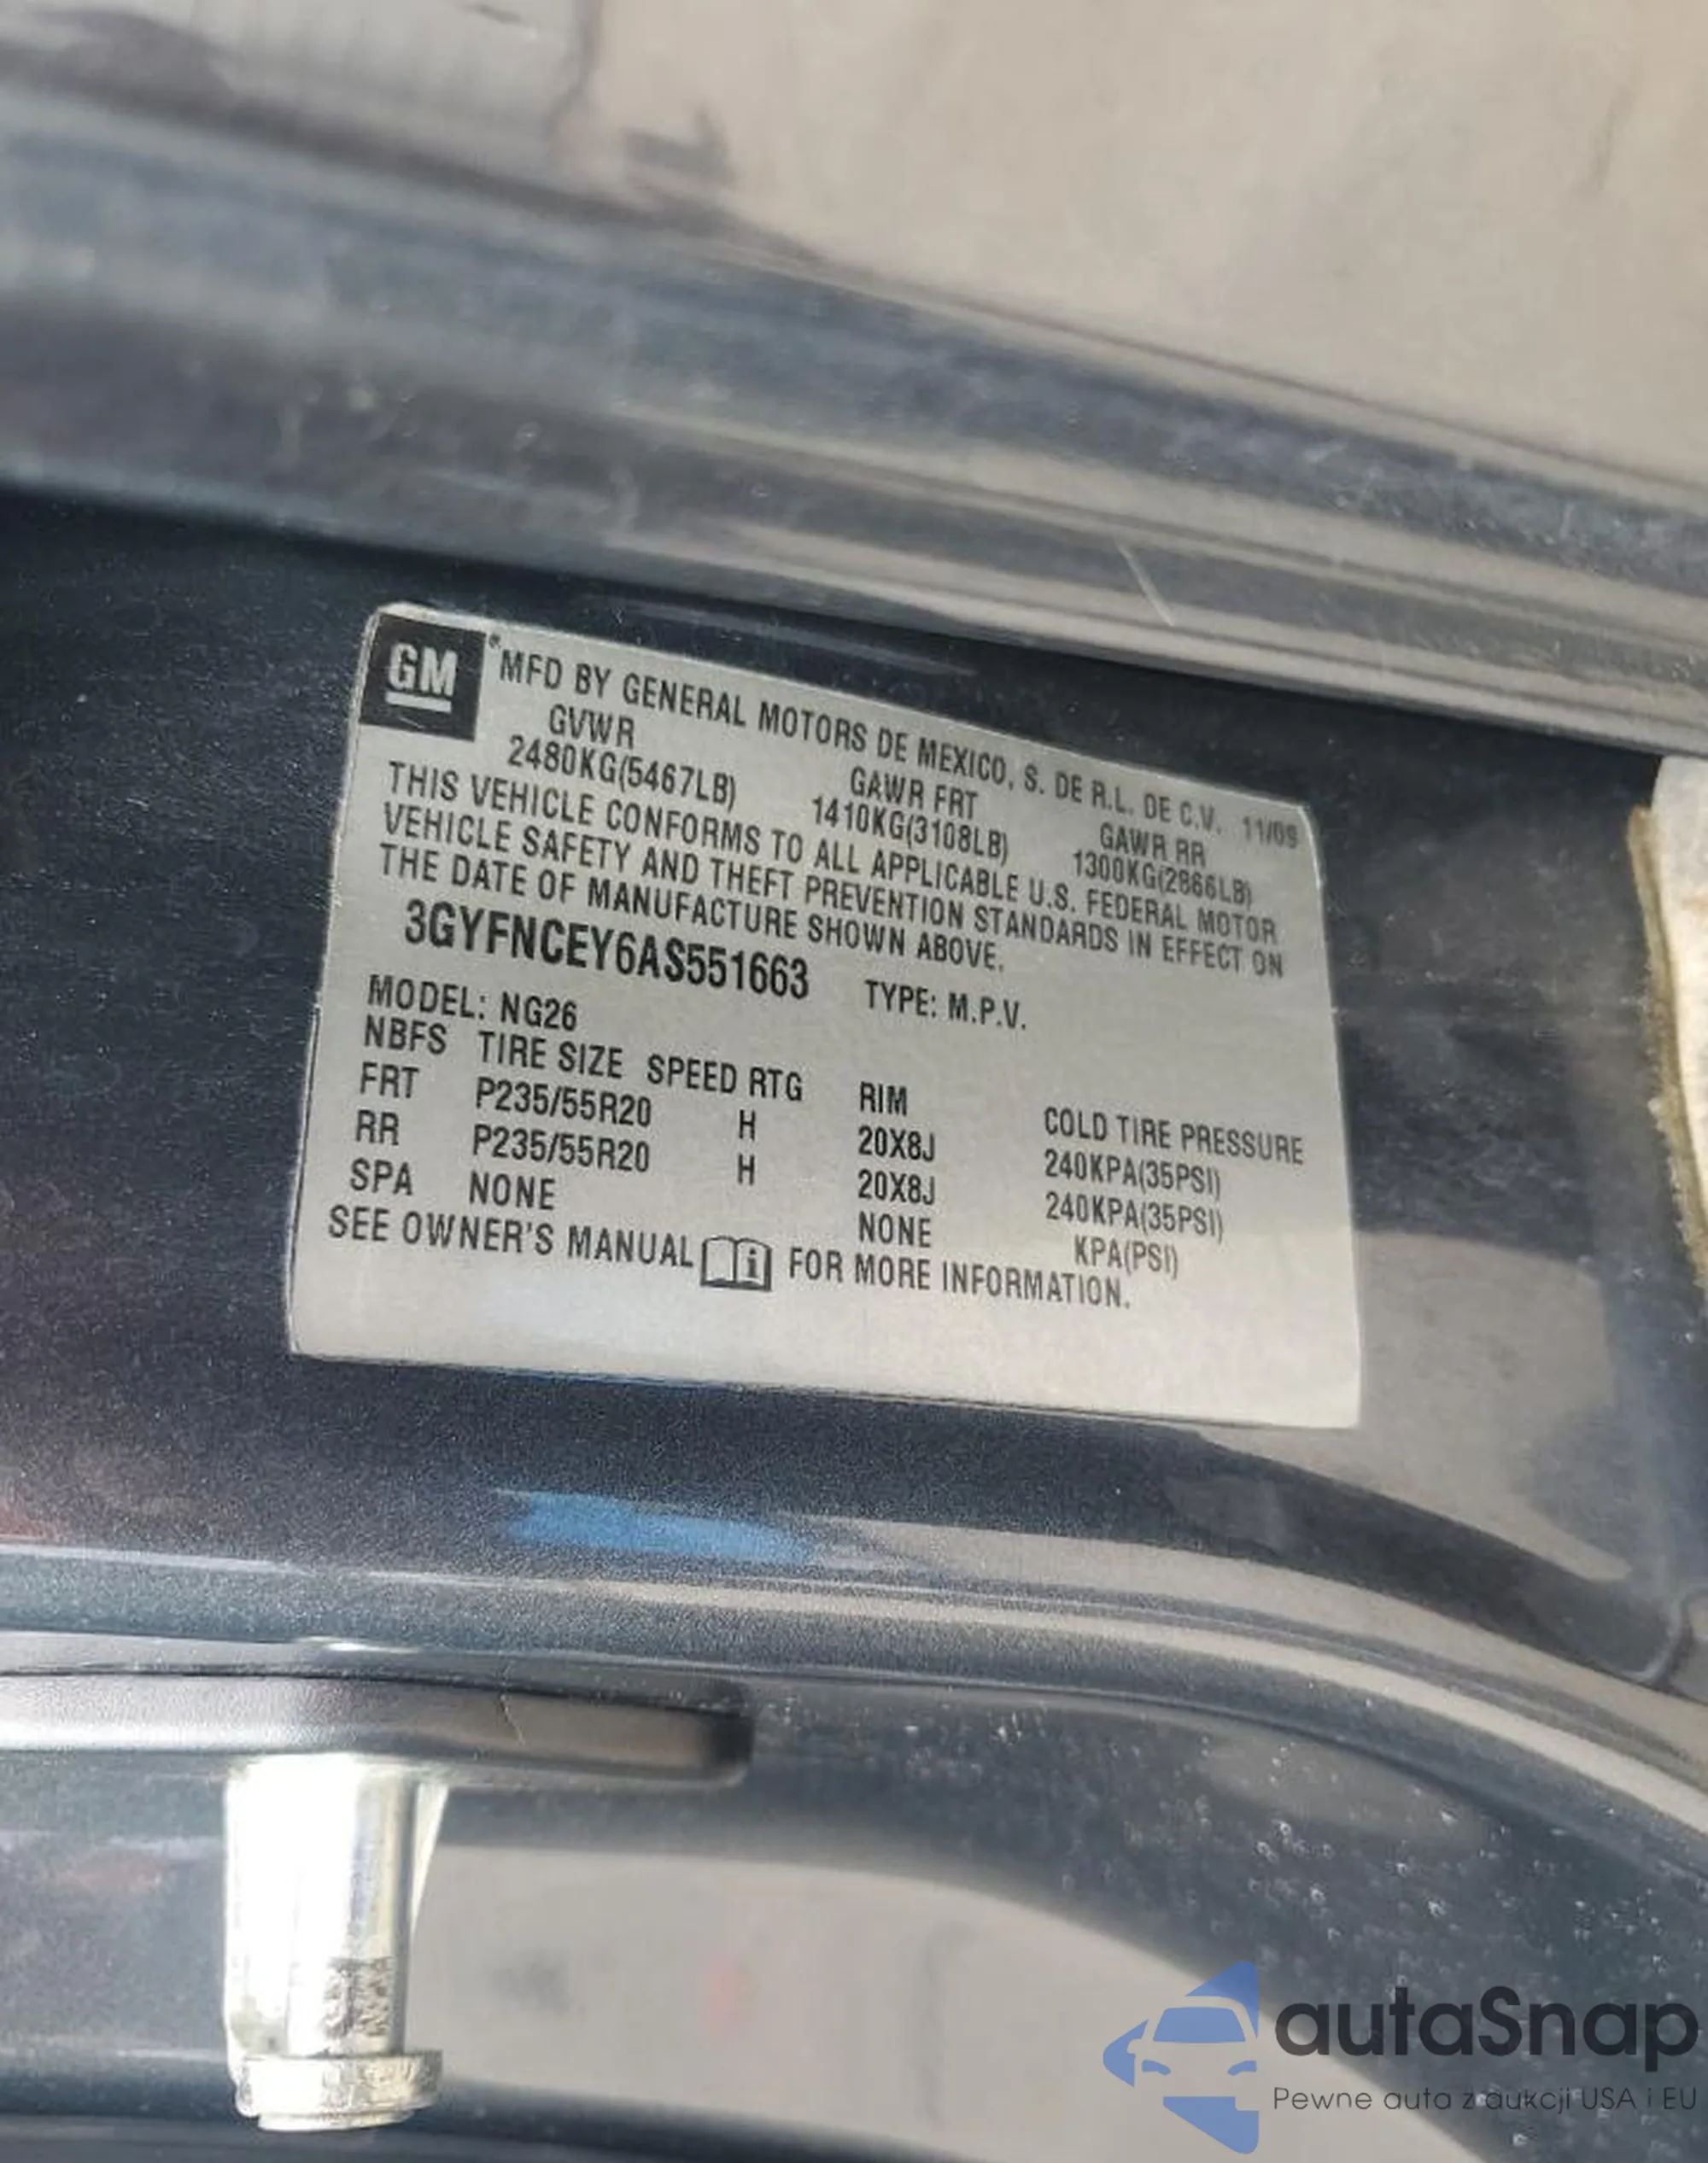 GM ® MFD BY GENERAL MOTORS DE MEXICO, S. DE R.L. DE C.V. 11/09
GVWR GAWR FRT GAWR RR
2480KG(5467LB) 1410KG(3108LB) 1300KG(2866LB)
THIS VEHICLE CONFORMS TO ALL APPLICABLE U.S. FEDERAL MOTOR
VEHICLE SAFETY AND THEFT PREVENTION STANDARDS IN EFFECT ON
THE DATE OF MANUFACTURE SHOWN ABOVE.
3GYFNCEY6AS551663 TYPE: M.P.V.
MODEL: NG26
NBFS TIRE SIZE SPEED RTG RIM COLD TIRE PRESSURE
FRT P235/55R20 H 20X8J 240KPA(35PSI)
RR P235/55R20 H 20X8J 240KPA(35PSI)
SPA NONE NONE KPA(PSI)
SEE OWNER'S MANUAL i FOR MORE INFORMATION.
autaSnap
Pewne auta z aukcji USA i EU